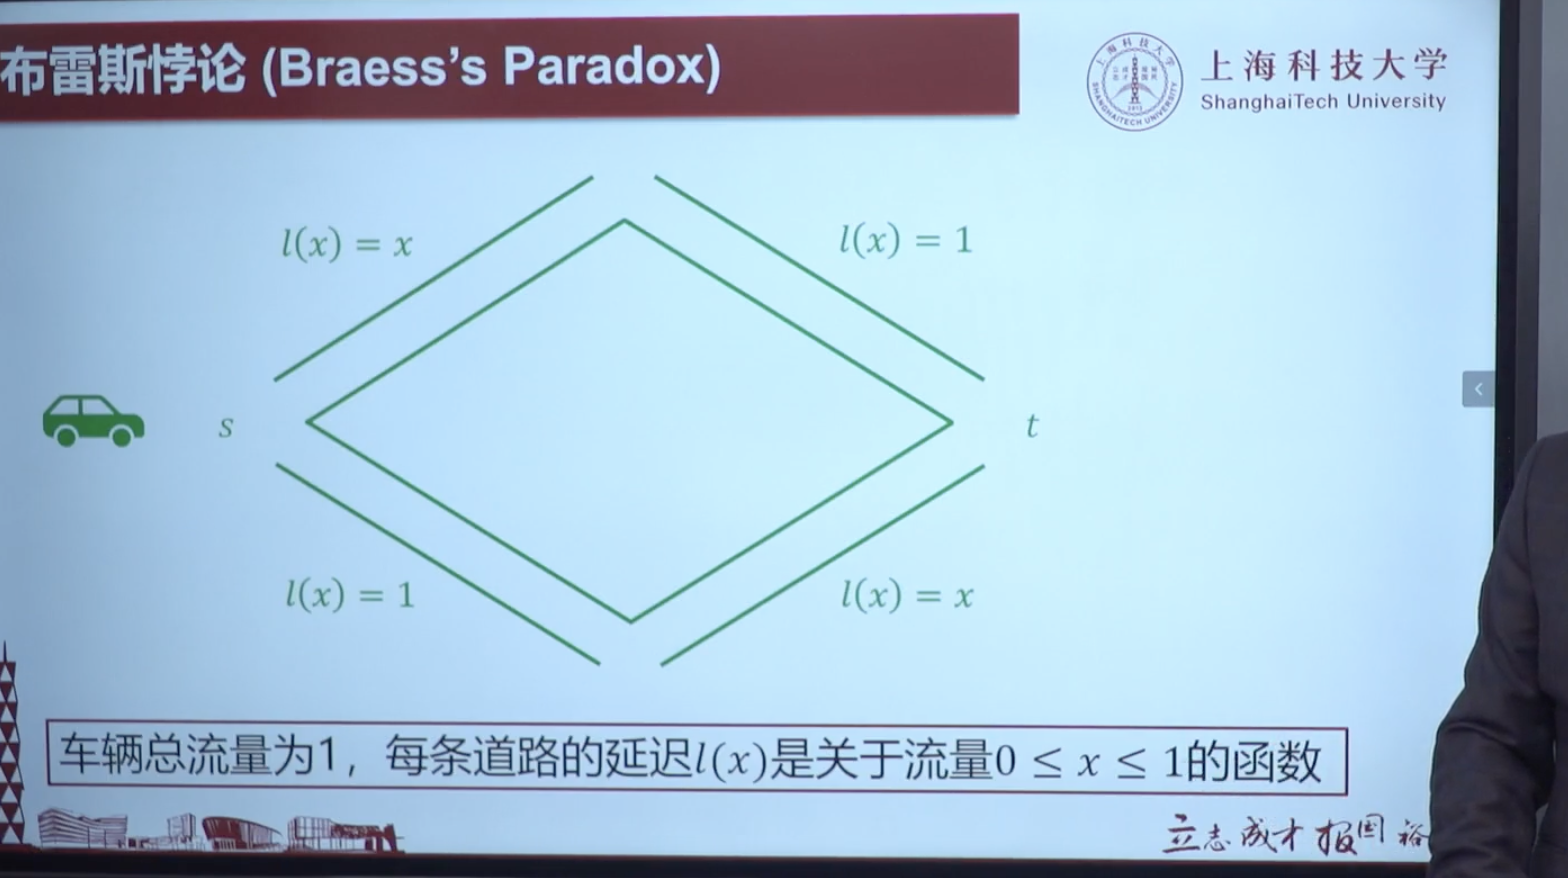 布雷斯悖论 (Braess's Paradox)
上海科技大学
ShanghaiTech University
l(x) = x
l(x) = 1
s
t
l(x) = 1
l(x) = x
车辆总流量为1，每条道路的延迟l(x)是关于流量0 ≤ x ≤ 1的函数
立志成才报国裕